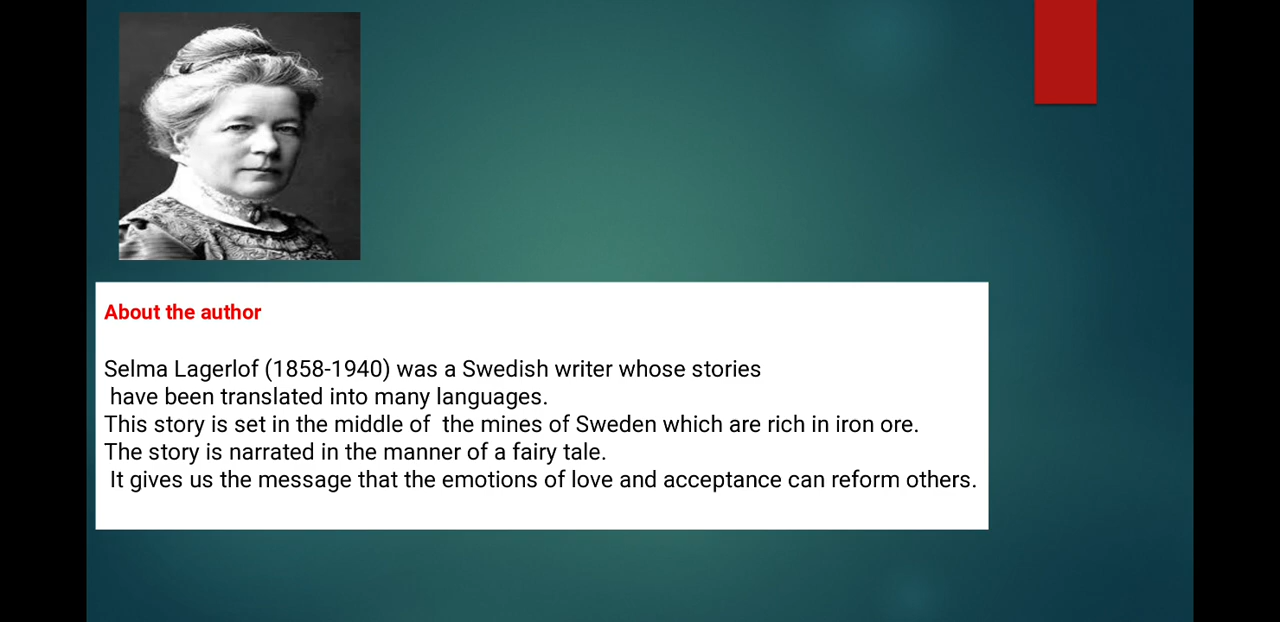 About the author
Selma Lagerlof (1858-1940) was a Swedish writer whose stories
have been translated into many languages.
This story is set in the middle of  the mines of Sweden which are rich in iron ore.
The story is narrated in the manner of a fairy tale.
It gives us the message that the emotions of love and acceptance can reform others.